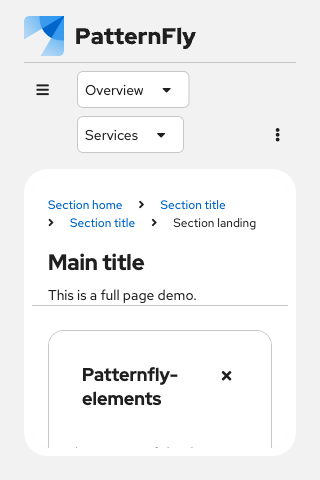 PatternFly
Overview
Services
Section home
Section title
Section title
Section landing
Main title
This is a full page demo.
Patternfly-
elements